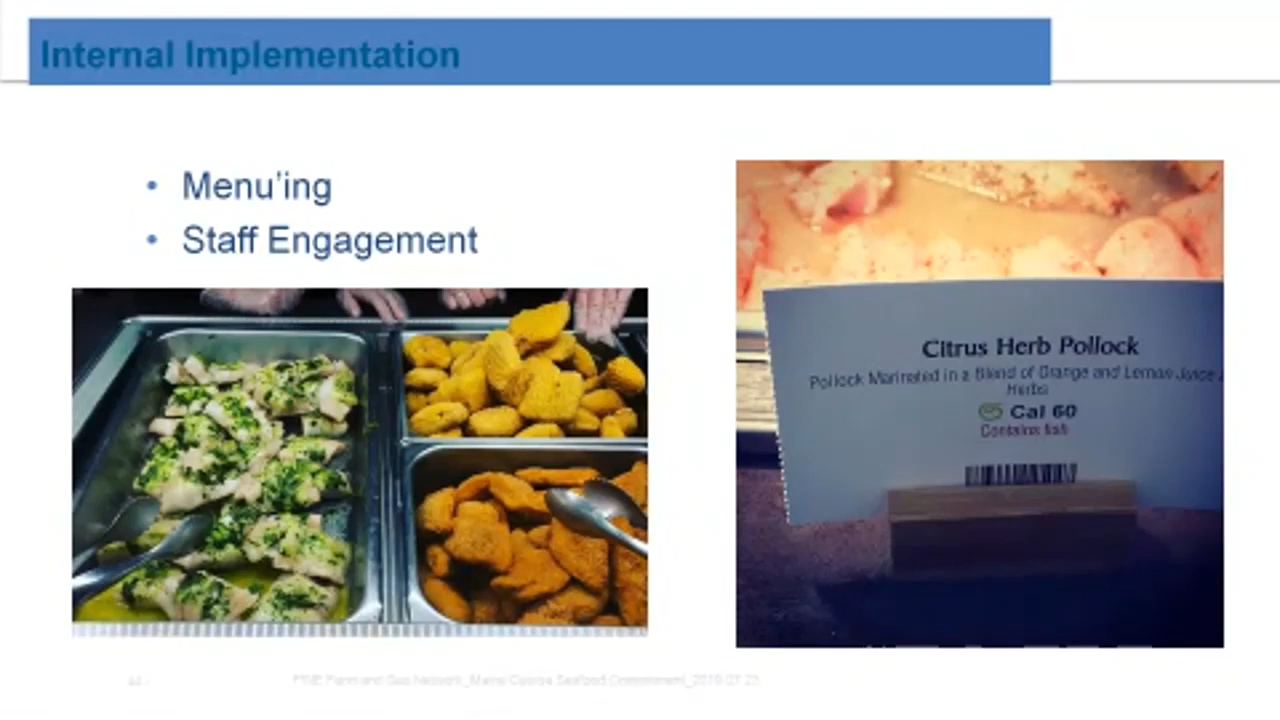 Internal Implementation
• Menu'ing
• Staff Engagement
Citrus Herb Pollock
Pollock Marinated in a Blend of Orange and Lemon Juice
Herbs
Cal 60
Contains fish